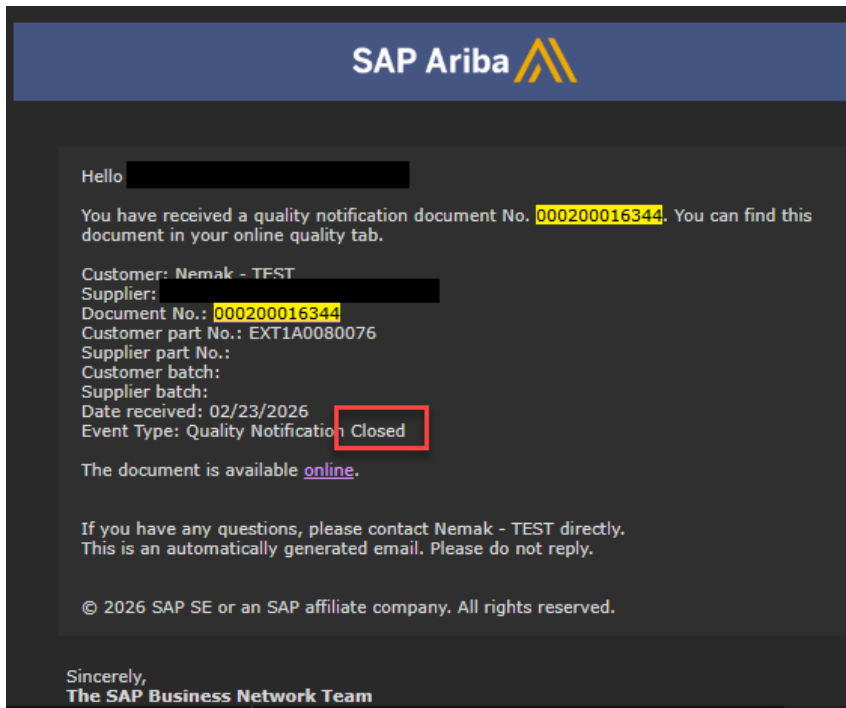 SAP Ariba
Hello
You have received a quality notification document No. 000200016344. You can find this
document in your online quality tab.
Customer: Nemak - TEST
Supplier:
Document No.: 000200016344
Customer part No.: EXT1A0080076
Supplier part No.:
Customer batch:
Supplier batch:
Date received: 02/23/2026
Event Type: Quality Notification Closed
The document is available online.
If you have any questions, please contact Nemak - TEST directly.
This is an automatically generated email. Please do not reply.
© 2026 SAP SE or an SAP affiliate company. All rights reserved.
Sincerely,
The SAP Business Network Team